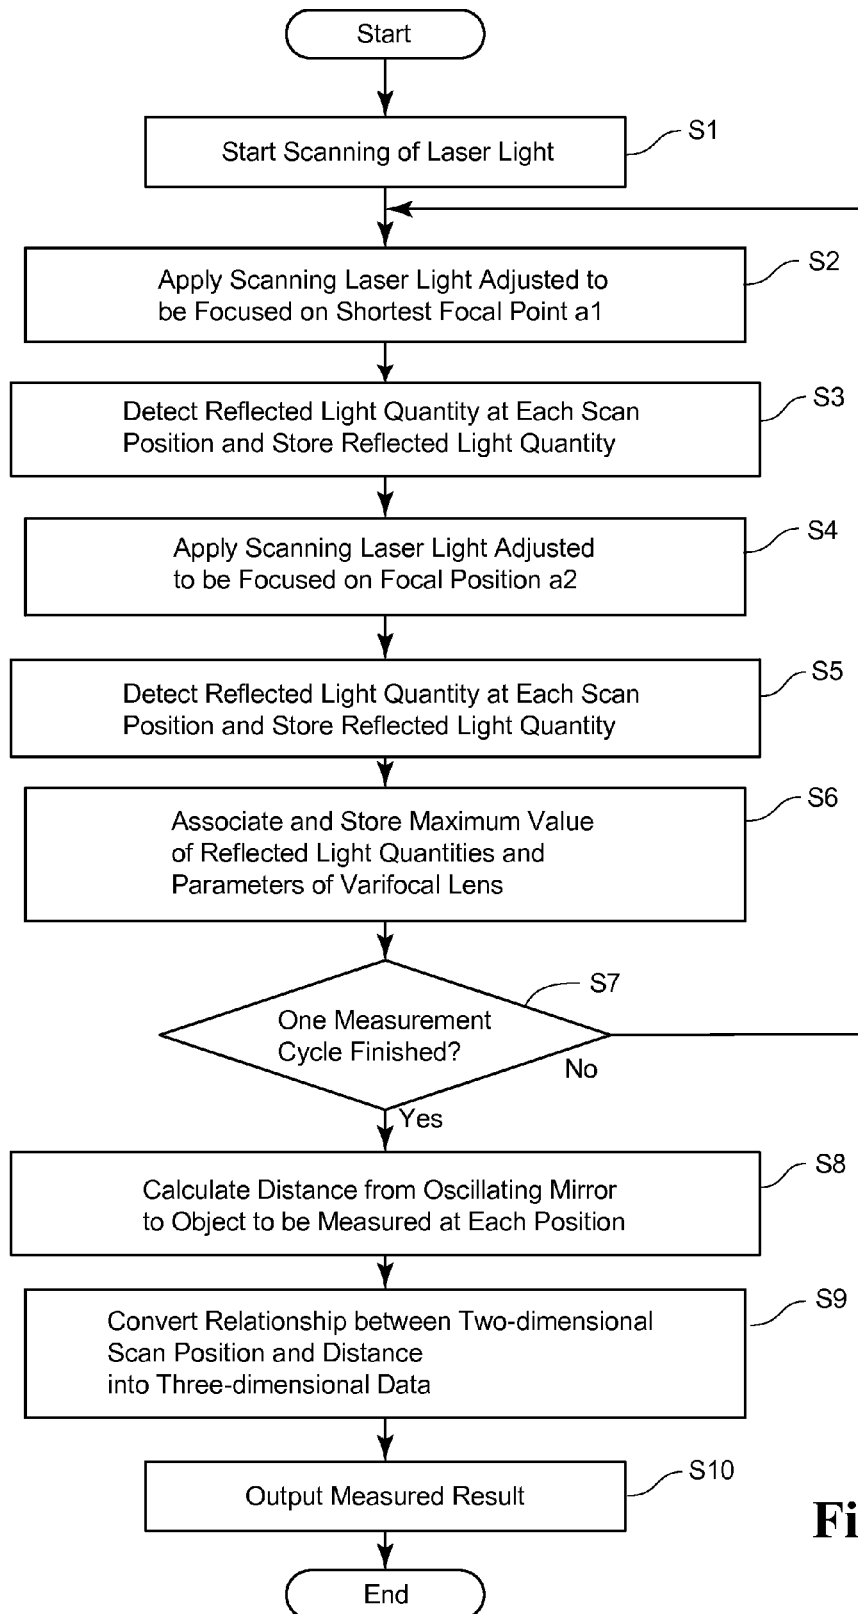 Start
Start Scanning of Laser Light
S1
Apply Scanning Laser Light Adjusted to
be Focused on Shortest Focal Point a1
S2
Detect Reflected Light Quantity at Each Scan
Position and Store Reflected Light Quantity
S3
Apply Scanning Laser Light Adjusted
to be Focused on Focal Position a2
S4
Detect Reflected Light Quantity at Each Scan
Position and Store Reflected Light Quantity
S5
Associate and Store Maximum Value
of Reflected Light Quantities and
Parameters of Varifocal Lens
S6
One Measurement
Cycle Finished?
S7
No
Yes
Calculate Distance from Oscillating Mirror
to Object to be Measured at Each Position
S8
Convert Relationship between Two-dimensional
Scan Position and Distance
into Three-dimensional Data
S9
Output Measured Result
S10
Fi
End